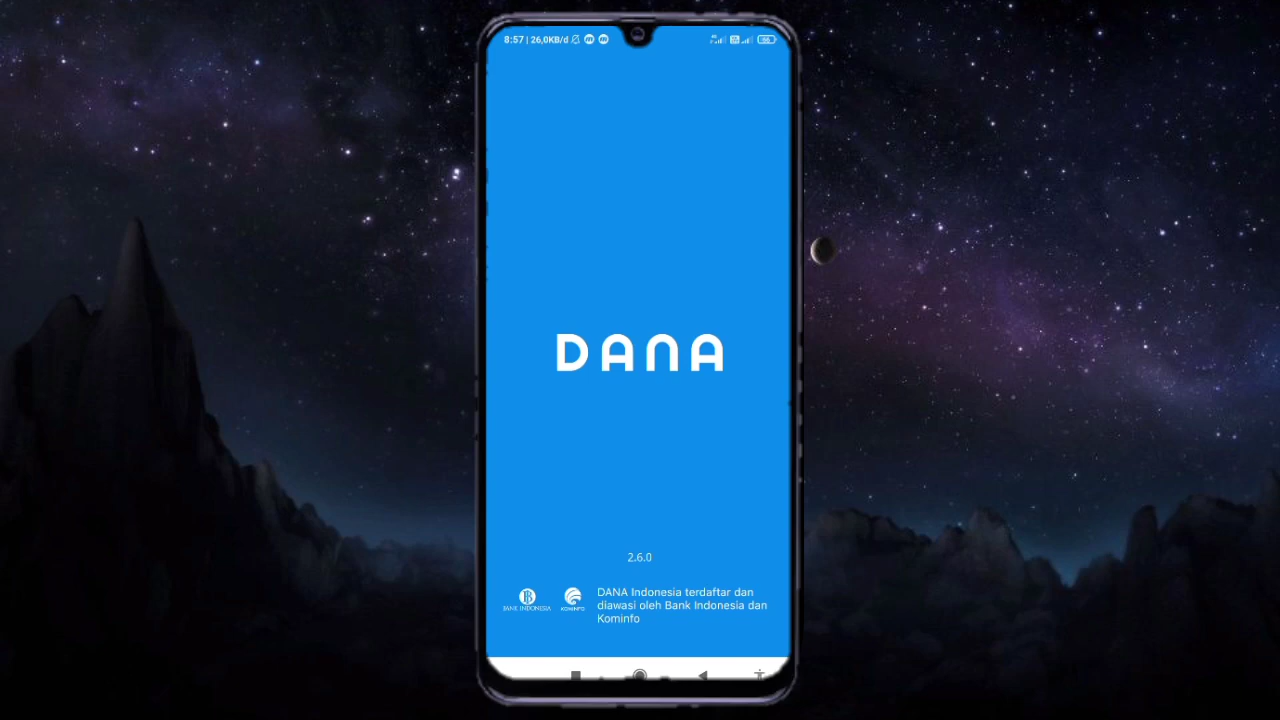 8:57 | 26,0KB/d
DANA
2.6.0
BANK INDONESIA
KOMINFO
DANA Indonesia terdaftar dan
diawasi oleh Bank Indonesia dan
Kominfo